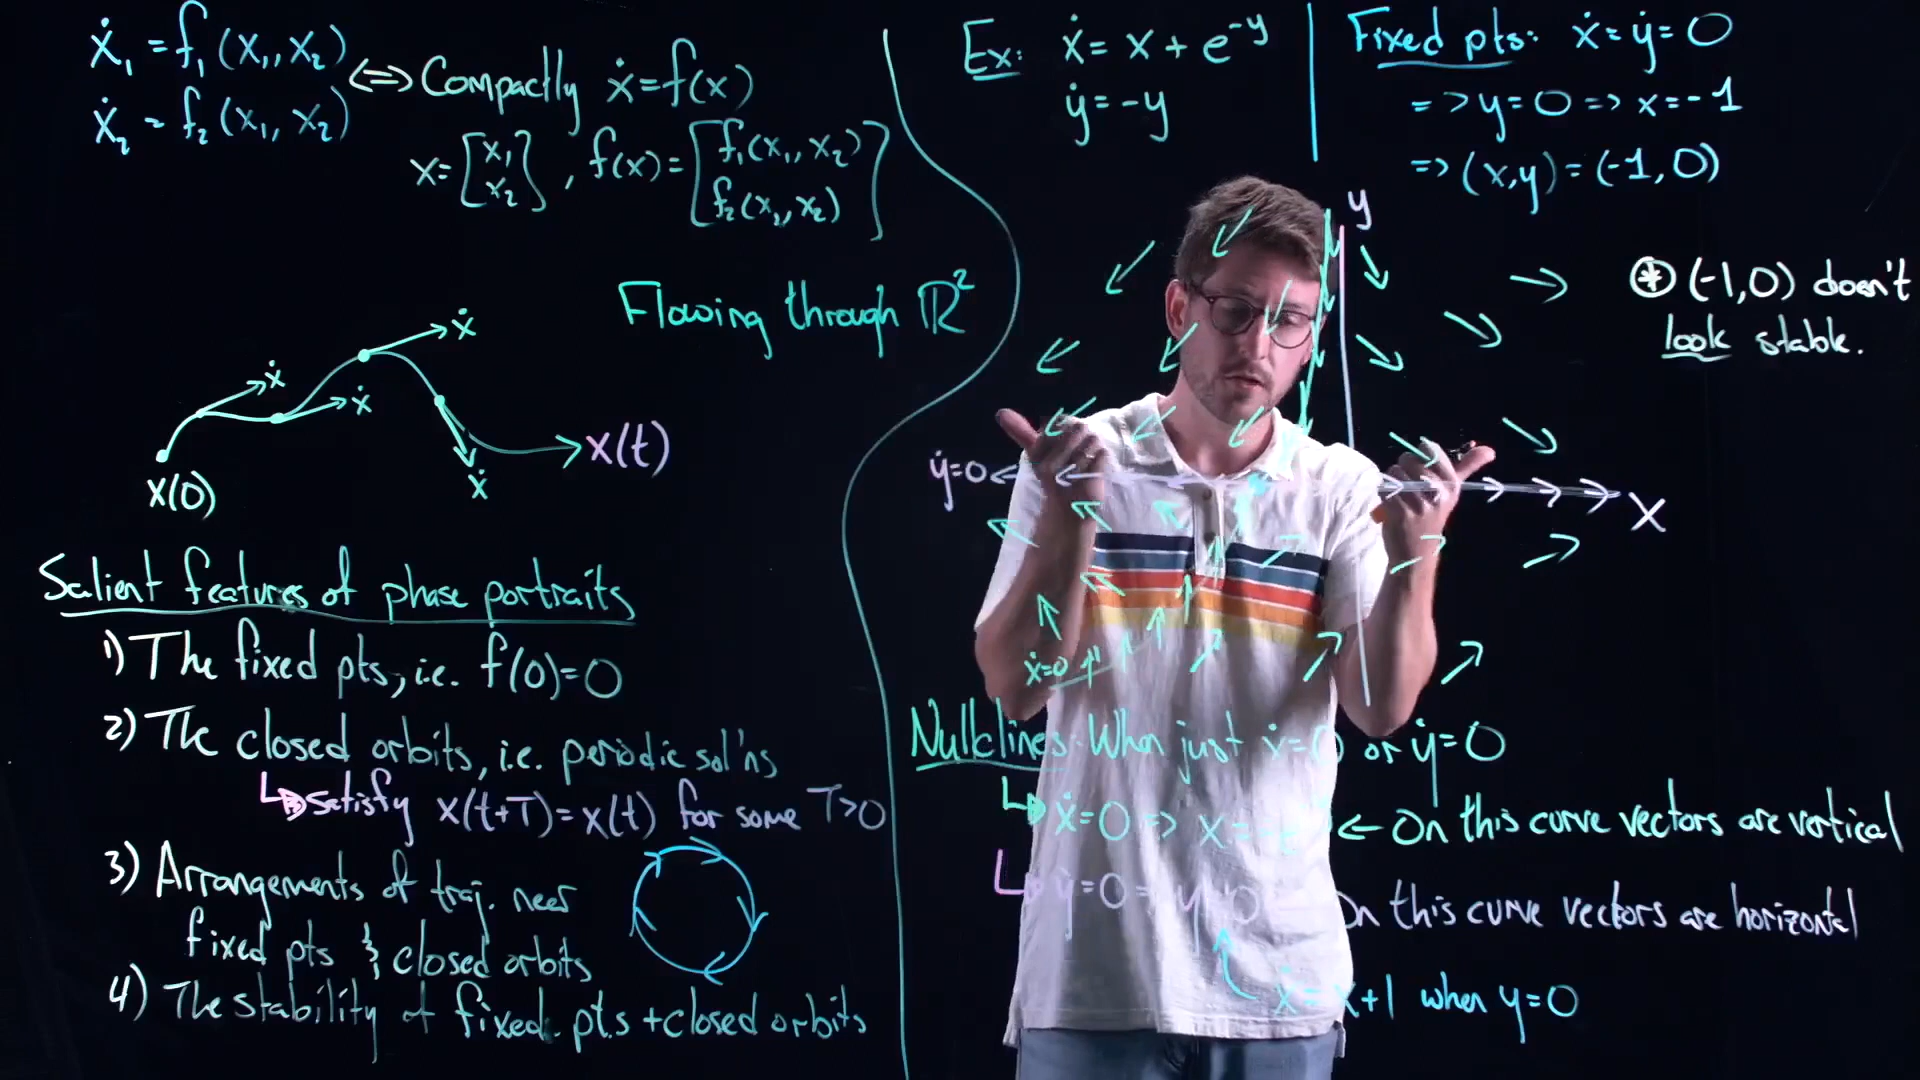 ẋ₁ = f₁(x₁, x₂)
ẋ₂ = f₂(x₁, x₂)
⇔ Compactly ẋ = f(x)
x = [x₁ x₂], f(x) = [f₁(x₁, x₂) f₂(x₁, x₂)]
Flowing through ℝ²
ẋ
ẋ
ẋ
ẋ
x(0)
x(t)
Salient features of phase portraits
1) The fixed pts, i.e. f(0)=0
2) The closed orbits, i.e. periodic sol'ns
↳ satisfy x(t+T)=x(t) for some T>0
3) Arrangements of traj. near
fixed pts & closed orbits
4) The stability of fixed pts + closed orbits
Ex: ẋ = x + e^-y
ẏ = -y
Fixed pts: ẋ = ẏ = 0
=> y=0 => x=-1
=> (x,y) = (-1,0)
y
⊛ (-1,0) doesn't
look stable.
ẏ=0
x
ẋ=0
Nullclines: When just ẋ=0 or ẏ=0
↳ ẋ=0 => x = ← On this curve vectors are vertical
↳ ẏ=0 = y=0 On this curve vectors are horizontal
ẋ = x+1 when y=0